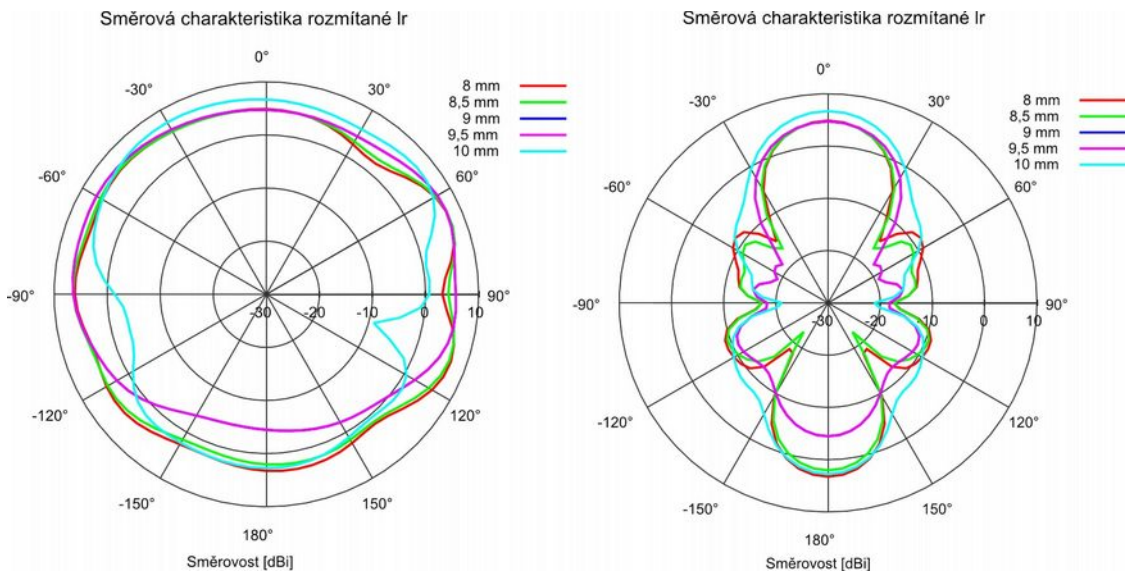 Směrová charakteristika rozmítané lr
0°
-30°
30°
-60°
60°
-90°
90°
-120°
120°
-150°
150°
180°
-30
-20
-10
0
10
8 mm
8,5 mm
9 mm
9,5 mm
10 mm
Směrovost [dBi]
Směrová charakteristika rozmítané lr
0°
-30°
30°
-60°
60°
-90°
90°
-120°
120°
-150°
150°
180°
-30
-20
-10
0
10
8 mm
8,5 mm
9 mm
9,5 mm
10 mm
Směrovost [dBi]